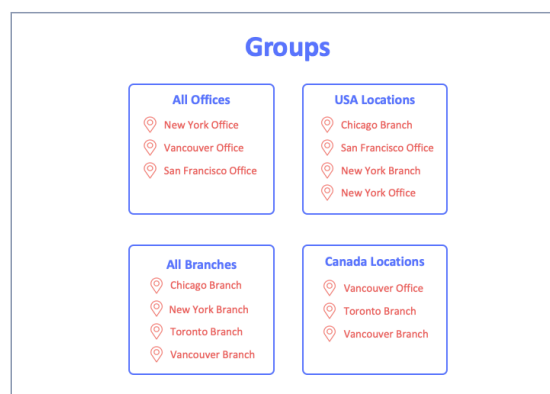 Groups
All Offices
New York Office
Vancouver Office
San Francisco Office
USA Locations
Chicago Branch
San Francisco Office
New York Branch
New York Office
All Branches
Chicago Branch
New York Branch
Toronto Branch
Vancouver Branch
Canada Locations
Vancouver Office
Toronto Branch
Vancouver Branch